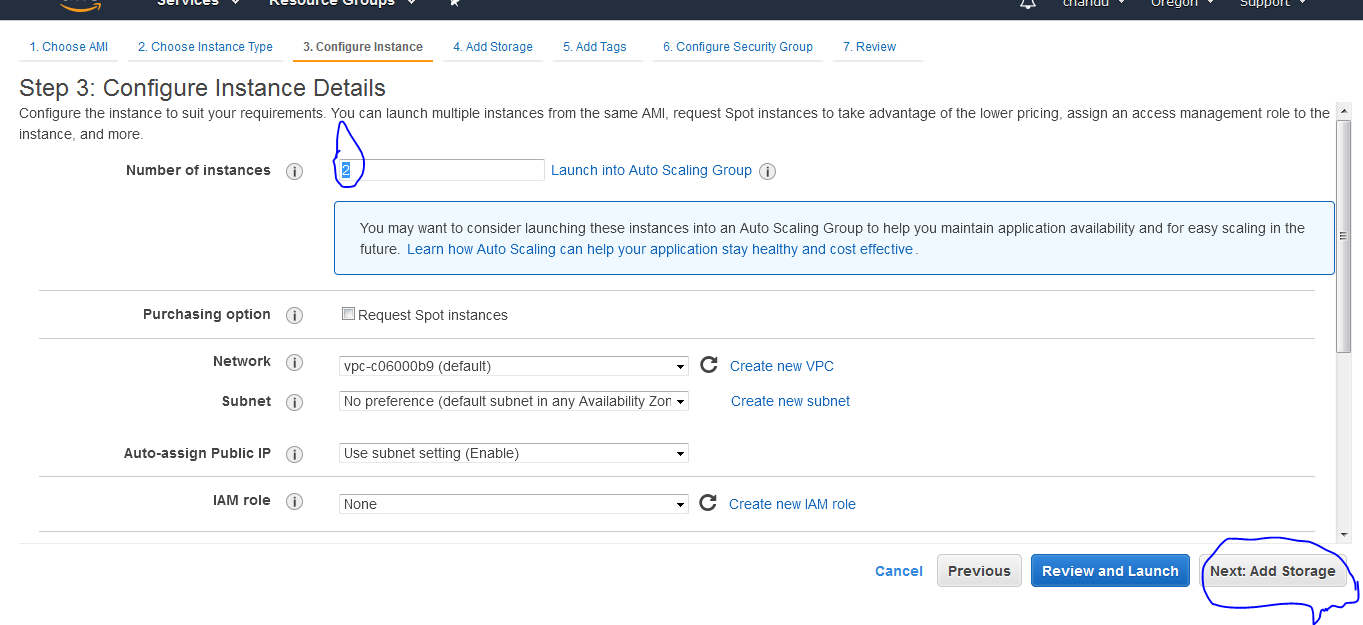 Services Resource Groups chandu Oregon Support
1. Choose AMI 2. Choose Instance Type 3. Configure Instance 4. Add Storage 5. Add Tags 6. Configure Security Group 7. Review
Step 3: Configure Instance Details
Configure the instance to suit your requirements. You can launch multiple instances from the same AMI, request Spot instances to take advantage of the lower pricing, assign an access management role to the
instance, and more.
Number of instances i 2 Launch into Auto Scaling Group i
You may want to consider launching these instances into an Auto Scaling Group to help you maintain application availability and for easy scaling in the
future. Learn how Auto Scaling can help your application stay healthy and cost effective.
Purchasing option i Request Spot instances
Network i vpc-c06000b9 (default) Create new VPC
Subnet i No preference (default subnet in any Availability Zon Create new subnet
Auto-assign Public IP i Use subnet setting (Enable)
IAM role i None Create new IAM role
Cancel Previous Review and Launch Next: Add Storage